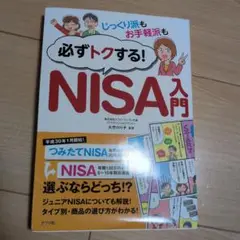 じっくり派も
お手軽派も
必ずトクする!
NISA入門
平成30年1月開始!
つみたてNISA
NISA
選ぶならどっち!?
ジュニアNISAについても解説!
タイプ別・商品の選び方がわかる!